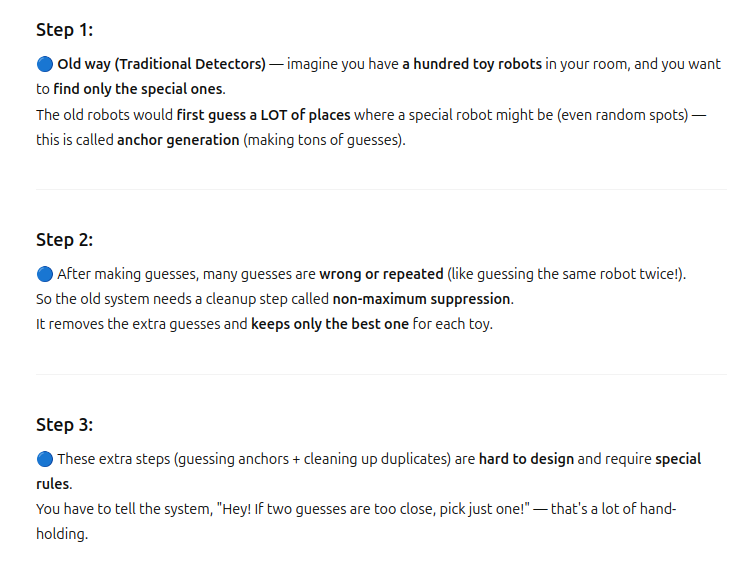 Step 1:
🔵 Old way (Traditional Detectors) — imagine you have a hundred toy robots in your room, and you want
to find only the special ones.
The old robots would first guess a LOT of places where a special robot might be (even random spots) —
this is called anchor generation (making tons of guesses).
Step 2:
🔵 After making guesses, many guesses are wrong or repeated (like guessing the same robot twice!).
So the old system needs a cleanup step called non-maximum suppression.
It removes the extra guesses and keeps only the best one for each toy.
Step 3:
🔵 These extra steps (guessing anchors + cleaning up duplicates) are hard to design and require special
rules.
You have to tell the system, "Hey! If two guesses are too close, pick just one!" — that's a lot of hand-
holding.